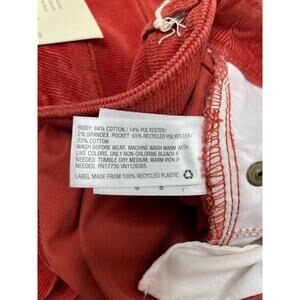 BODY: 84% COTTON / 14% POLYESTER/
2% SPANDEX. POCKET: 65% RECYCLED POLYESTER/
35% COTTON
WASH BEFORE WEAR. MACHINE WASH WARM WITH
LIKE COLORS. ONLY NON-CHLORINE BLEACH IF
NEEDED. TUMBLE DRY MEDIUM. WARM IRON IF
NEEDED. RN17730 VN1126365
LABEL MADE FROM 100% RECYCLED PLASTIC